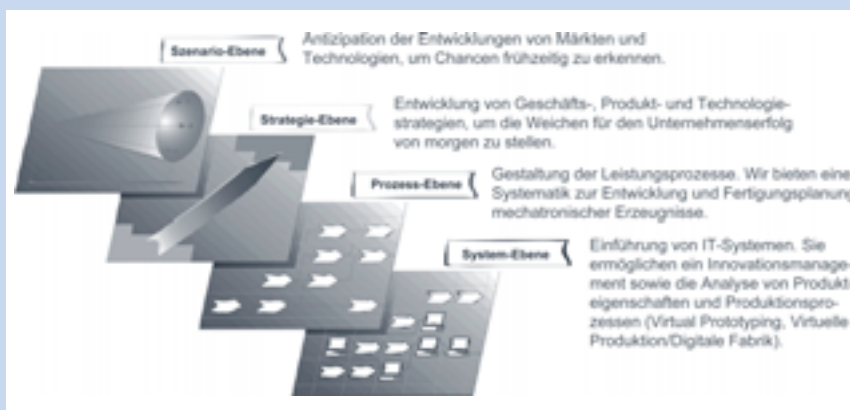 Szenario-Ebene
Antizipation der Entwicklungen von Märkten und
Technologien, um Chancen frühzeitig zu erkennen.
Strategie-Ebene
Entwicklung von Geschäfts-, Produkt- und Technologie-
strategien, um die Weichen für den Unternehmenserfolg
von morgen zu stellen.
Prozess-Ebene
Gestaltung der Leistungsprozesse. Wir bieten eine
Systematik zur Entwicklung und Fertigungsplanung
mechatronischer Erzeugnisse.
System-Ebene
Einführung von IT-Systemen. Sie
ermöglichen ein Innovationsmanage-
ment sowie die Analyse von Produkt-
eigenschaften und Produktionspro-
zessen (Virtual Prototyping, Virtuelle
Produktion/Digitale Fabrik).